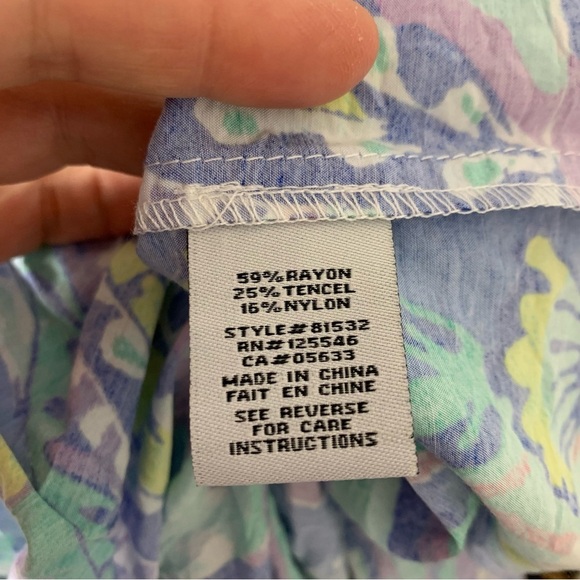 59% RAYON
25% TENCEL
16% NYLON
STYLE# 81532
RN# 125546
CA# 05633
MADE IN CHINA
FAIT EN CHINE
SEE REVERSE
FOR CARE
INSTRUCTIONS